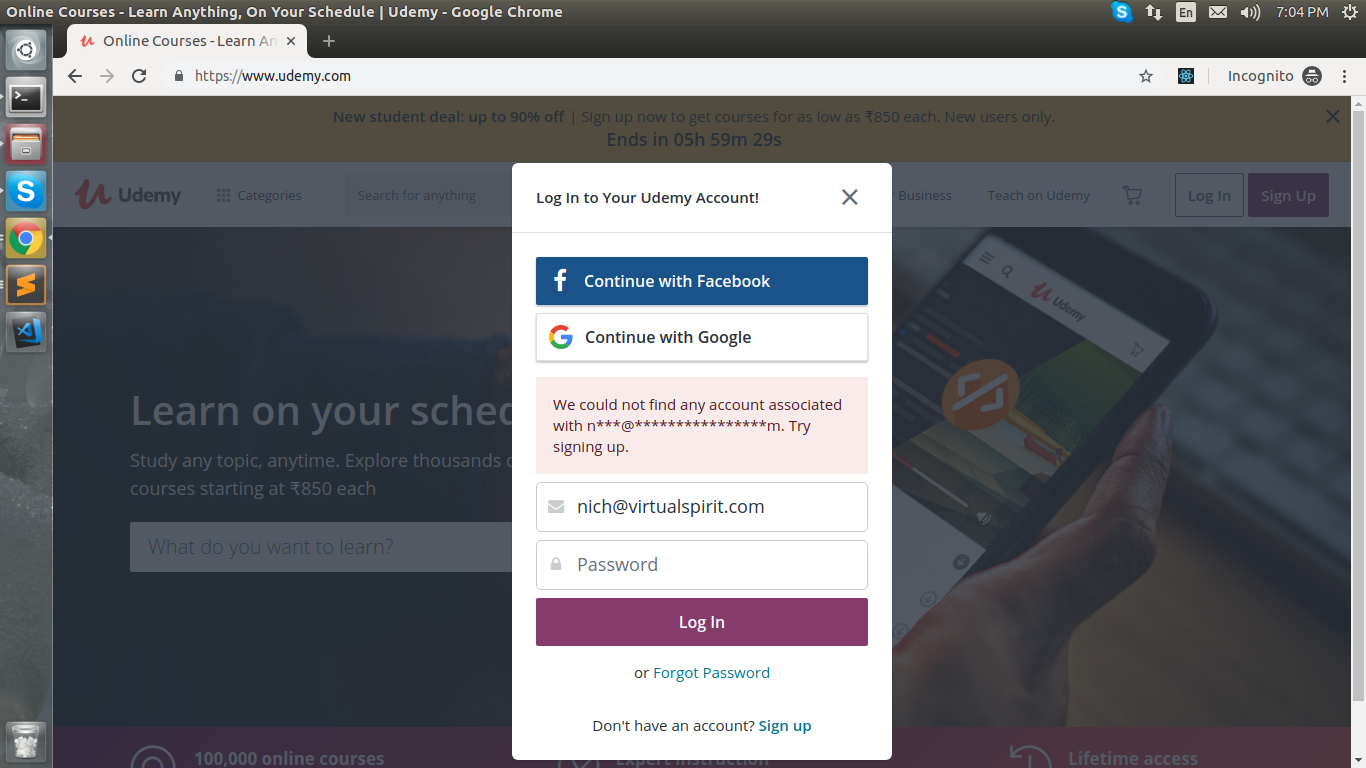 Online Courses - Learn Anything, On Your Schedule | Udemy - Google Chrome
En
7:04 PM
Online Courses - Learn An
https://www.udemy.com
Incognito
New student deal: up to 90% off | Sign up now to get courses for as low as ₹850 each. New users only.
Ends in 05h 59m 29s
Udemy
Categories
Search for anything
Business
Teach on Udemy
Log In
Sign Up
Log In to Your Udemy Account!
Continue with Facebook
Continue with Google
We could not find any account associated
with n***@****************m. Try
signing up.
nich@virtualspirit.com
Password
Log In
or Forgot Password
Don't have an account? Sign up
Learn on your sched
Study any topic, anytime. Explore thousands o
courses starting at ₹850 each
What do you want to learn?
Udemy
100,000 online courses
Expert instruction
Lifetime access